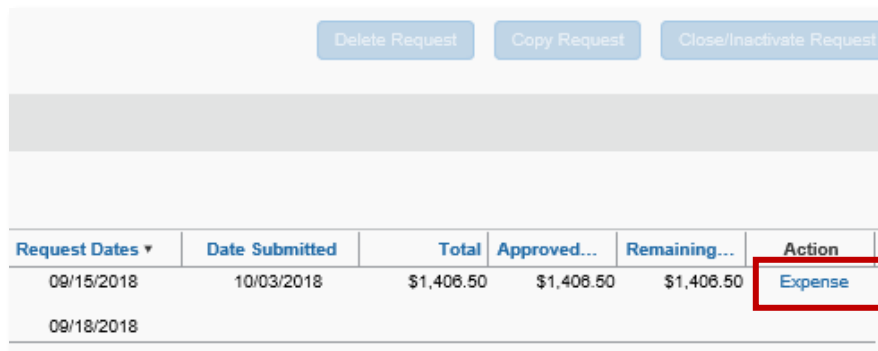 Delete Request Copy Request Close/Inactivate Request
Request Dates ▾ Date Submitted Total Approved... Remaining... Action
09/15/2018 10/03/2018 $1,406.50 $1,406.50 $1,406.50 Expense
09/18/2018